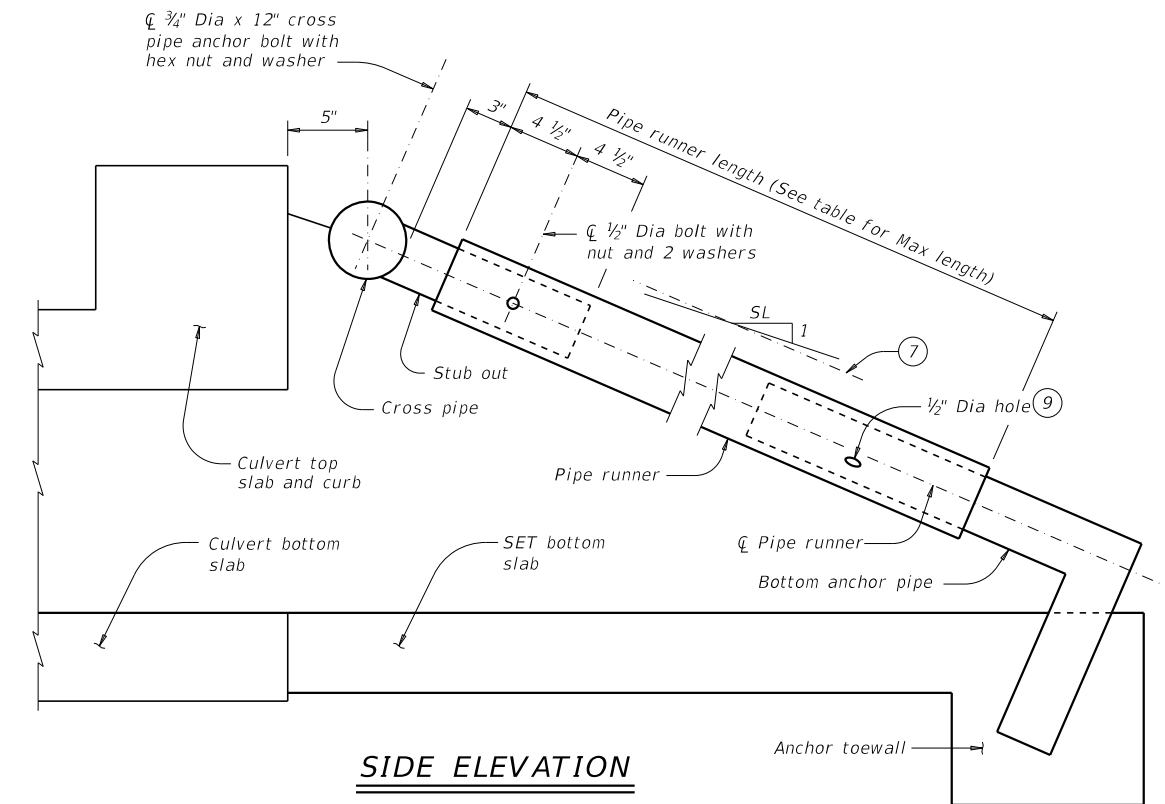 ℄ ¾" Dia x 12" cross
pipe anchor bolt with
hex nut and washer
5"
3"
4 ½"
4 ½"
Pipe runner length (See table for Max length)
℄ ½" Dia bolt with
nut and 2 washers
SL
1
7
½" Dia hole 9
Stub out
Cross pipe
Culvert top
slab and curb
Pipe runner
℄ Pipe runner
Bottom anchor pipe
Culvert bottom
slab
SET bottom
slab
Anchor toewall
SIDE ELEVATION